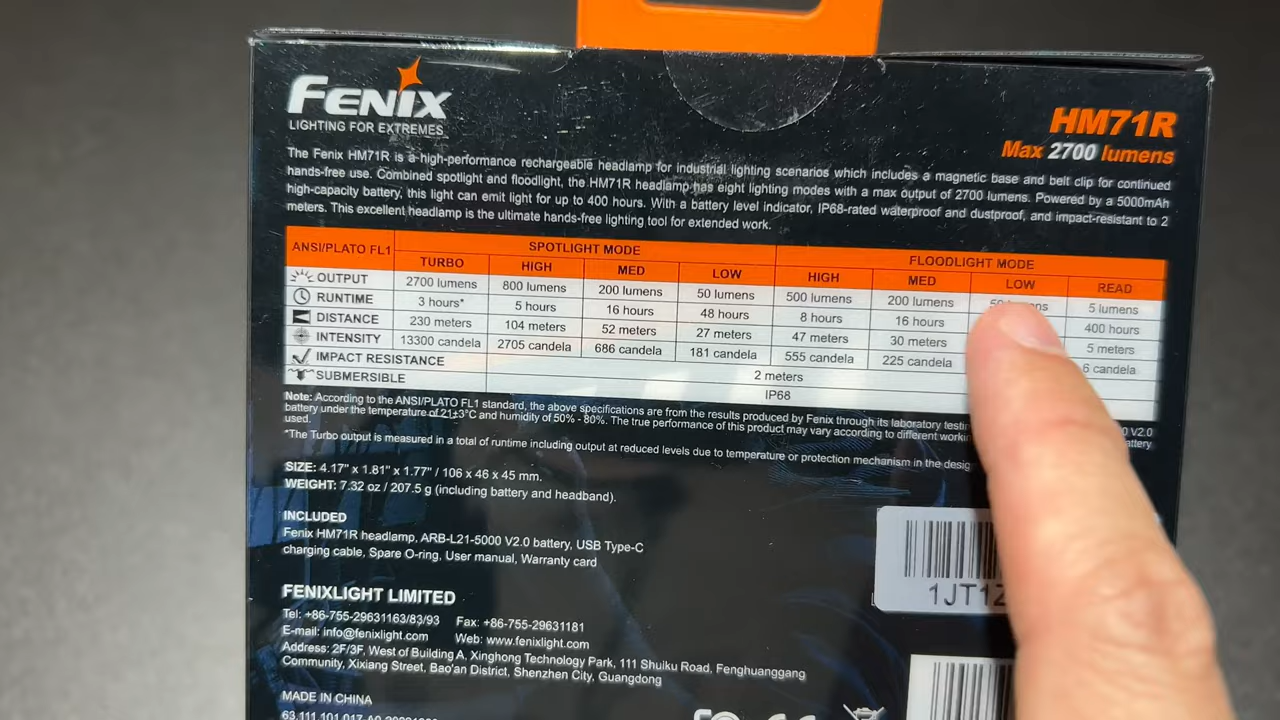 FENIX
LIGHTING FOR EXTREMES
HM71R
Max 2700 lumens
The Fenix HM71R is a high-performance rechargeable headlamp for industrial lighting scenarios which includes a magnetic base and belt clip for continued
hands-free use. Combined spotlight and floodlight, the HM71R headlamp has eight lighting modes with a max output of 2700 lumens. Powered by a 5000mAh
high-capacity battery, this light can emit light for up to 400 hours. With a battery level indicator, IP68-rated waterproof and dustproof, and impact-resistant to 2
meters. This excellent headlamp is the ultimate hands-free lighting tool for extended work.
ANSI/PLATO FL1 SPOTLIGHT MODE FLOODLIGHT MODE
TURBO HIGH MED LOW HIGH MED LOW READ
OUTPUT 2700 lumens 800 lumens 200 lumens 50 lumens 500 lumens 200 lumens 5 lumens
RUNTIME 3 hours* 5 hours 16 hours 48 hours 8 hours 16 hours 400 hours
DISTANCE 230 meters 104 meters 52 meters 27 meters 47 meters 30 meters 5 meters
INTENSITY 13300 candela 2705 candela 686 candela 181 candela 555 candela 225 candela 6 candela
IMPACT RESISTANCE 2 meters
SUBMERSIBLE IP68
Note: According to the ANSI/PLATO FL1 standard, the above specifications are from the results produced by Fenix through its laboratory V2.0
battery under the temperature of 21±3°C and humidity of 50% - 80%. The true performance of this product may vary according to different
used.
*The Turbo output is measured in a total of runtime including output at reduced levels due to temperature or protection mechanism in the
SIZE: 4.17" x 1.81" x 1.77" / 106 x 46 x 45 mm.
WEIGHT: 7.32 oz / 207.5 g (including battery and headband).
INCLUDED
Fenix HM71R headlamp, ARB-L21-5000 V2.0 battery, USB Type-C
charging cable, Spare O-ring, User manual, Warranty card
1JT1
FENIXLIGHT LIMITED
Tel: +86-755-29631163/83/93 Fax: +86-755-29631181
E-mail: info@fenixlight.com Web: www.fenixlight.com
Address: 2F/3F, West of Building A, Xinghong Technology Park, 111 Shuiku Road, Fenghuanggang
Community, Xixiang Street, Bao'an District, Shenzhen City, Guangdong
MADE IN CHINA